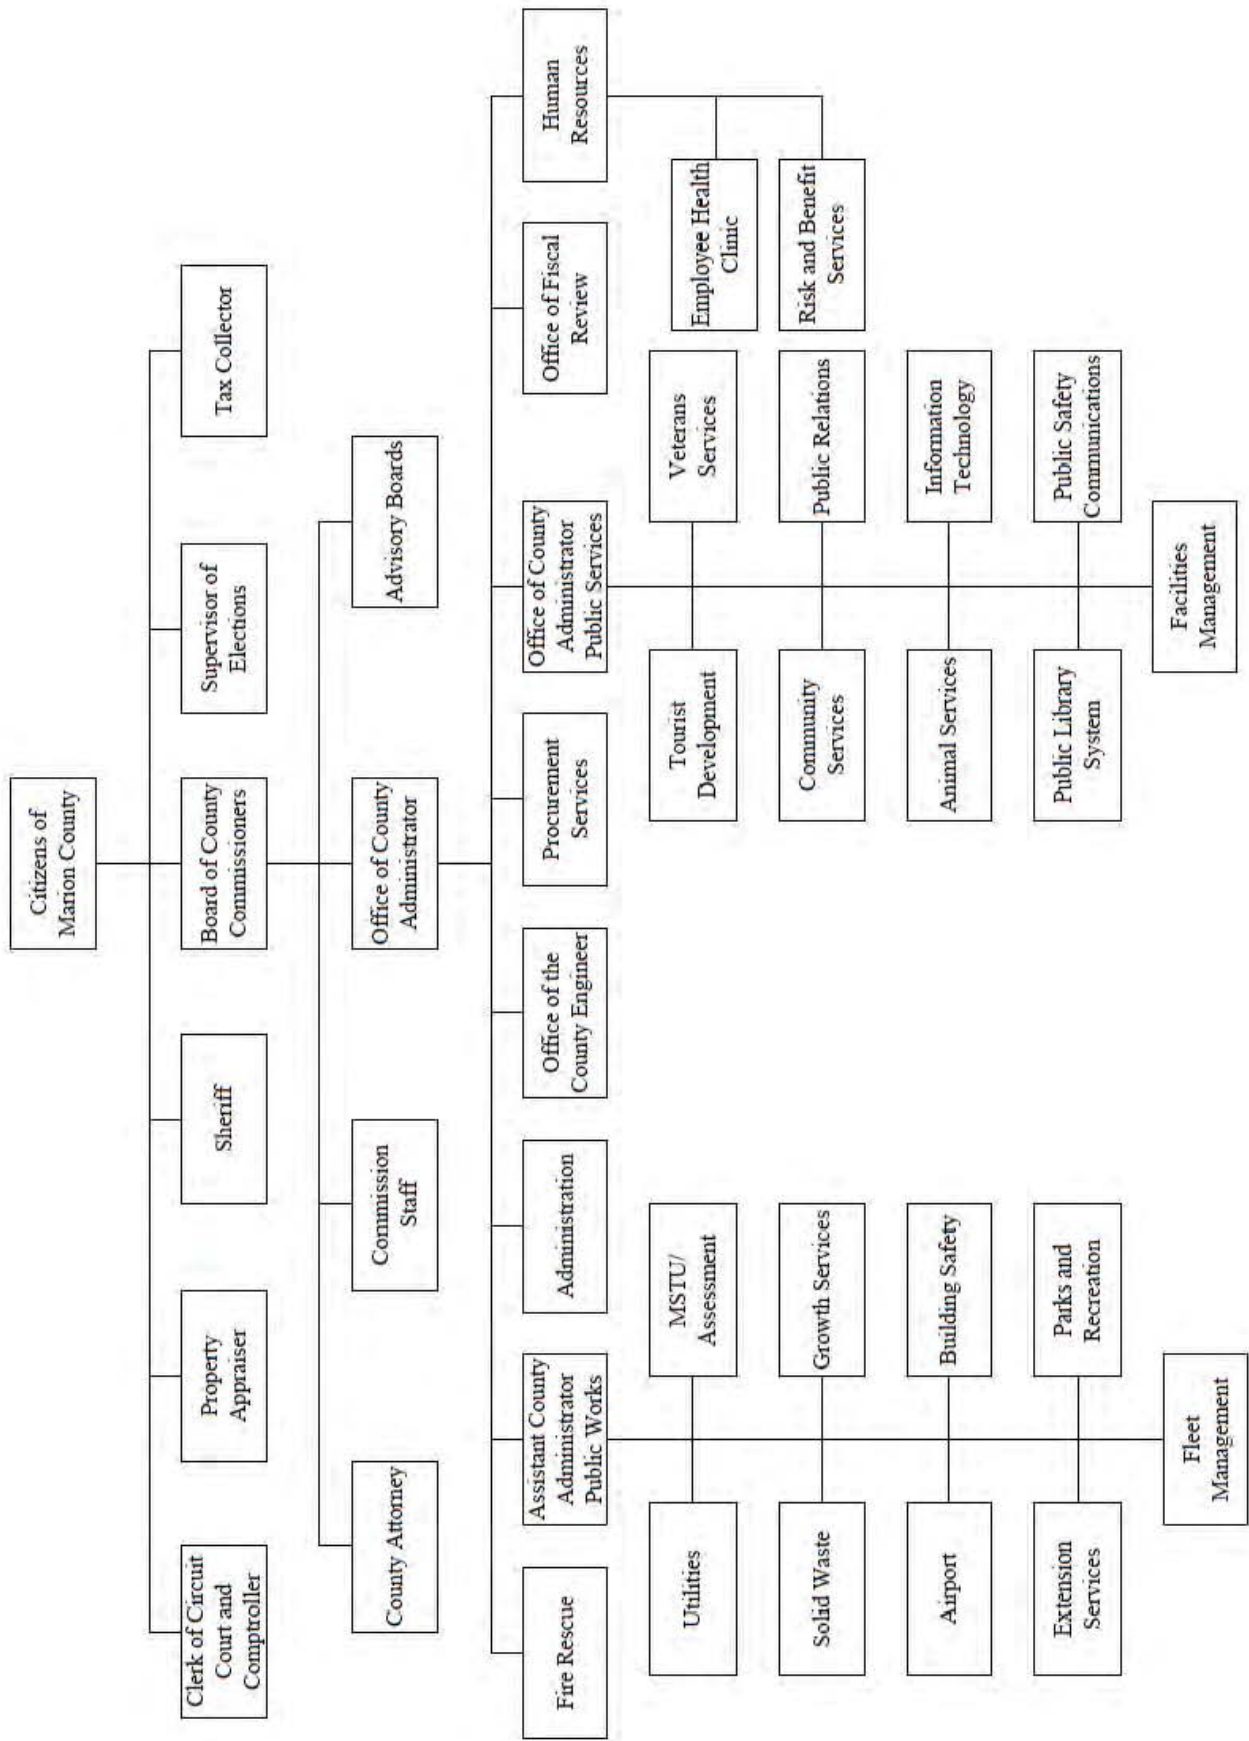 Citizens of
Marion County
Clerk of Circuit
Court and
Comptroller
Property
Appraiser
Sheriff
Board of County
Commissioners
Supervisor of
Elections
Tax Collector
County Attorney
Commission
Staff
Office of County
Administrator
Advisory Boards
Fire Rescue
Assistant County
Administrator
Public Works
Administration
Office of the
County Engineer
Procurement
Services
Office of County
Administrator
Public Services
Office of Fiscal
Review
Human
Resources
Utilities
MSTU/
Assessment
Tourist
Development
Veterans
Services
Employee Health
Clinic
Solid Waste
Growth Services
Community
Services
Public Relations
Risk and Benefit
Services
Airport
Building Safety
Animal Services
Information
Technology
Extension
Services
Parks and
Recreation
Public Library
System
Public Safety
Communications
Fleet
Management
Facilities
Management